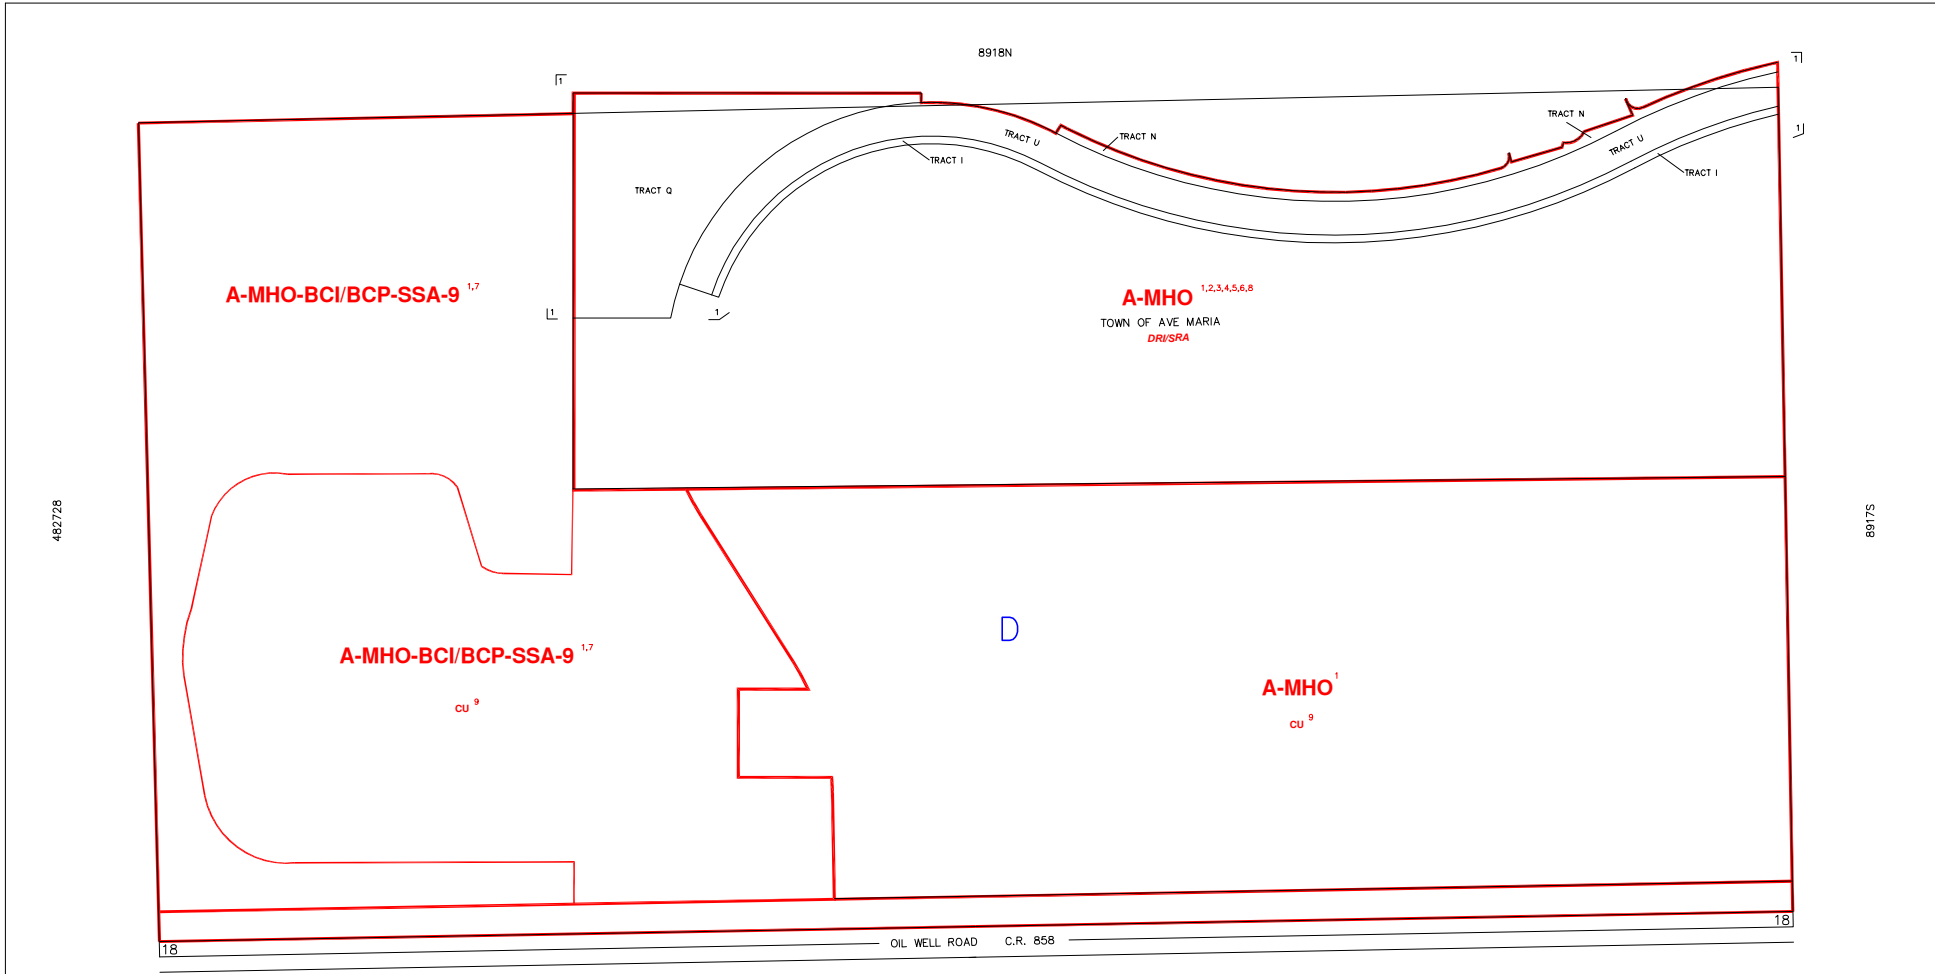 8918N
1
1
TRACT N
TRACT N
TRACT U
TRACT U
1
TRACT I
TRACT I
TRACT Q
A-MHO-BCI/BCP-SSA-9 1,7
A-MHO 1,2,3,4,5,6,8
1
1
TOWN OF AVE MARIA
DRI/SRA
482728
8917S
D
A-MHO-BCI/BCP-SSA-9 1,7
A-MHO 1
CU 9
CU 9
18
18
OIL WELL ROAD C.R. 858